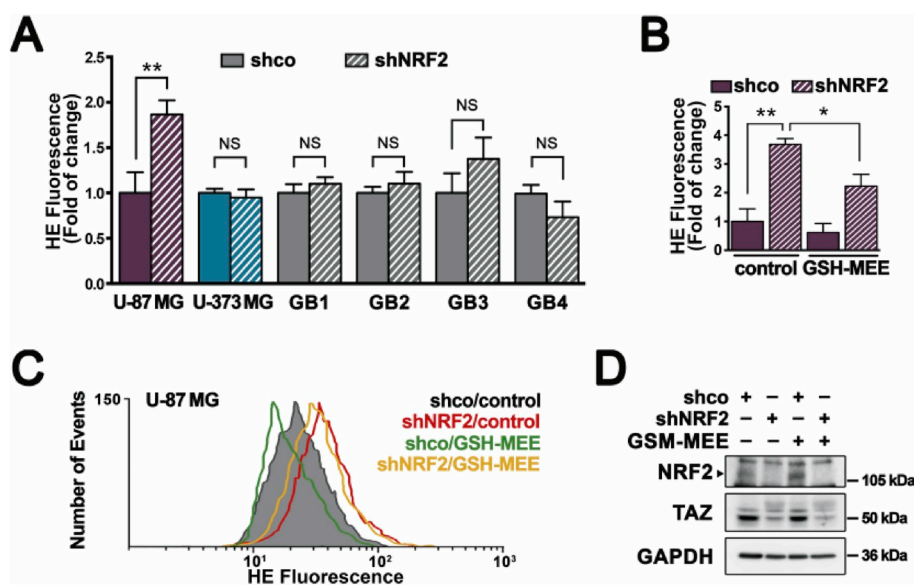 A
HE Fluorescence
(Fold of change)
2.5
2.0
1.5
1.0
0.5
0.0
shco
shNRF2
**
NS
NS
NS
NS
NS
U-87 MG
U-373 MG
GB1
GB2
GB3
GB4
B
shco
shNRF2
HE Fluorescence
(Fold of change)
5
4
3
2
1
0
**
*
control
GSH-MEE
C
Number of Events
150
U-87 MG
shco/control
shNRF2/control
shco/GSH-MEE
shNRF2/GSH-MEE
10¹
10²
10³
HE Fluorescence
D
shco + - + -
shNRF2 - + - +
GSM-MEE - - + +
NRF2
105 kDa
TAZ
50 kDa
GAPDH
36 kDa